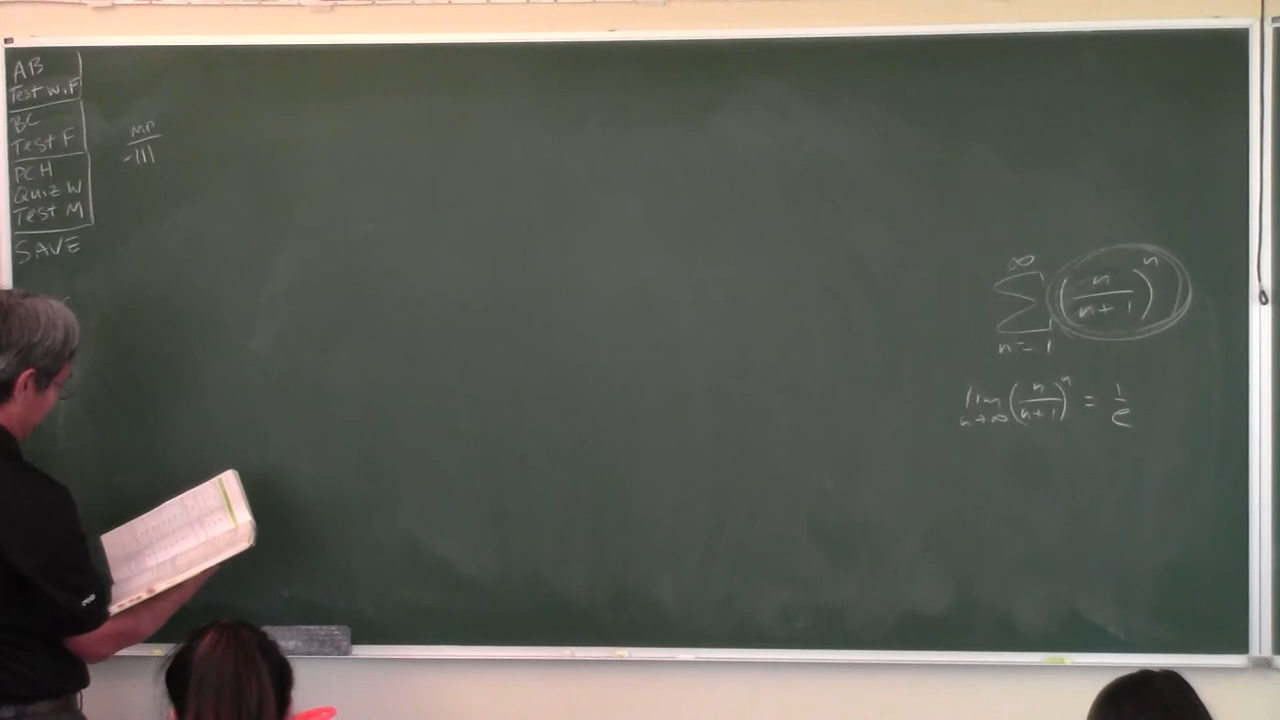 AB
Test W, F
BC
Test F
PCH
Quiz W
Test M
SAVE
MP
-111
∞ n
∑ (n/(n+1))
n=1
lim (n/(n+1))^n = 1/e
n→∞